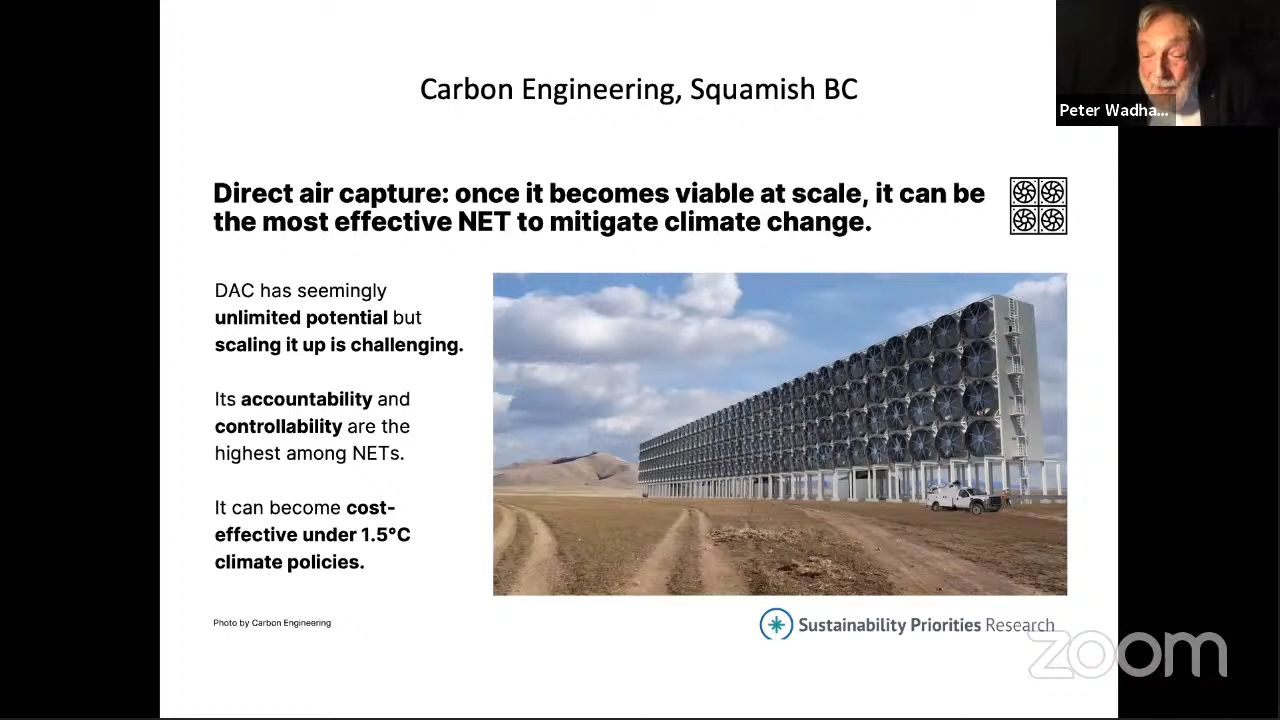 Carbon Engineering, Squamish BC
Peter Wadha...
Direct air capture: once it becomes viable at scale, it can be
the most effective NET to mitigate climate change.
DAC has seemingly
unlimited potential but
scaling it up is challenging.
Its accountability and
controllability are the
highest among NETs.
It can become cost-
effective under 1.5°C
climate policies.
Photo by Carbon Engineering
Sustainability Priorities Research
zoom